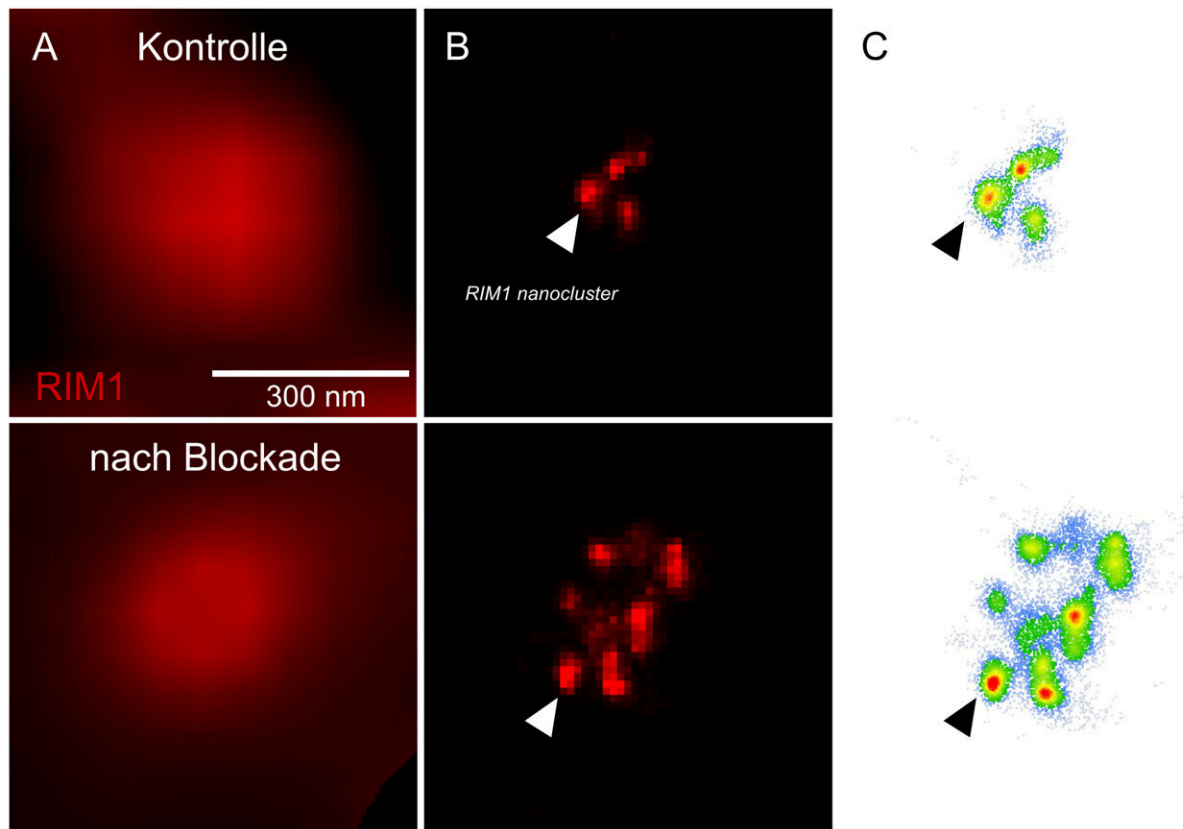 A
Kontrolle
B
C
RIM1 nanocluster
RIM1
300 nm
nach Blockade